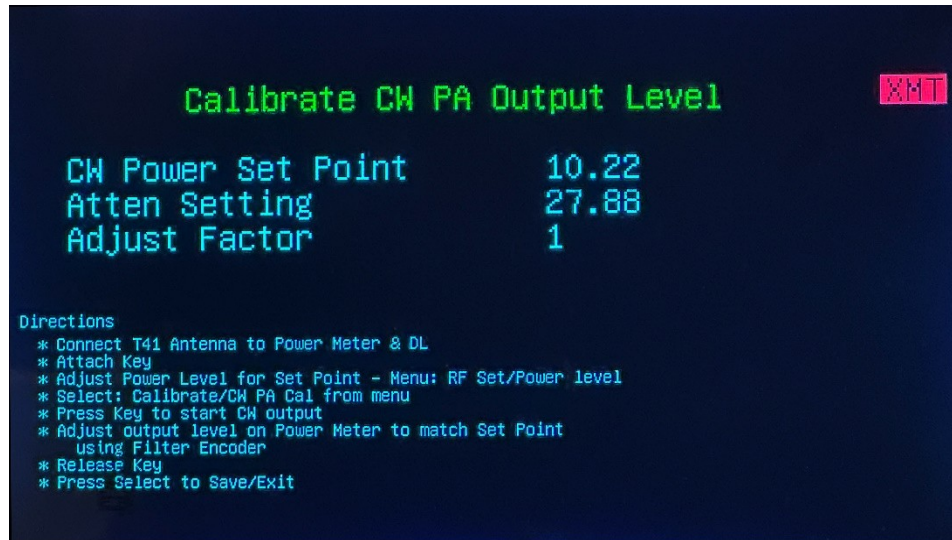 Calibrate CW PA Output Level
XMT
CW Power Set Point 10.22
Atten Setting 27.88
Adjust Factor 1
Directions
* Connect T41 Antenna to Power Meter & DL
* Attach Key
* Adjust Power Level for Set Point - Menu: RF Set/Power level
* Select: Calibrate/CW PA Cal from menu
* Press Key to start CW output
* Adjust output level on Power Meter to match Set Point
using Filter Encoder
* Release Key
* Press Select to Save/Exit